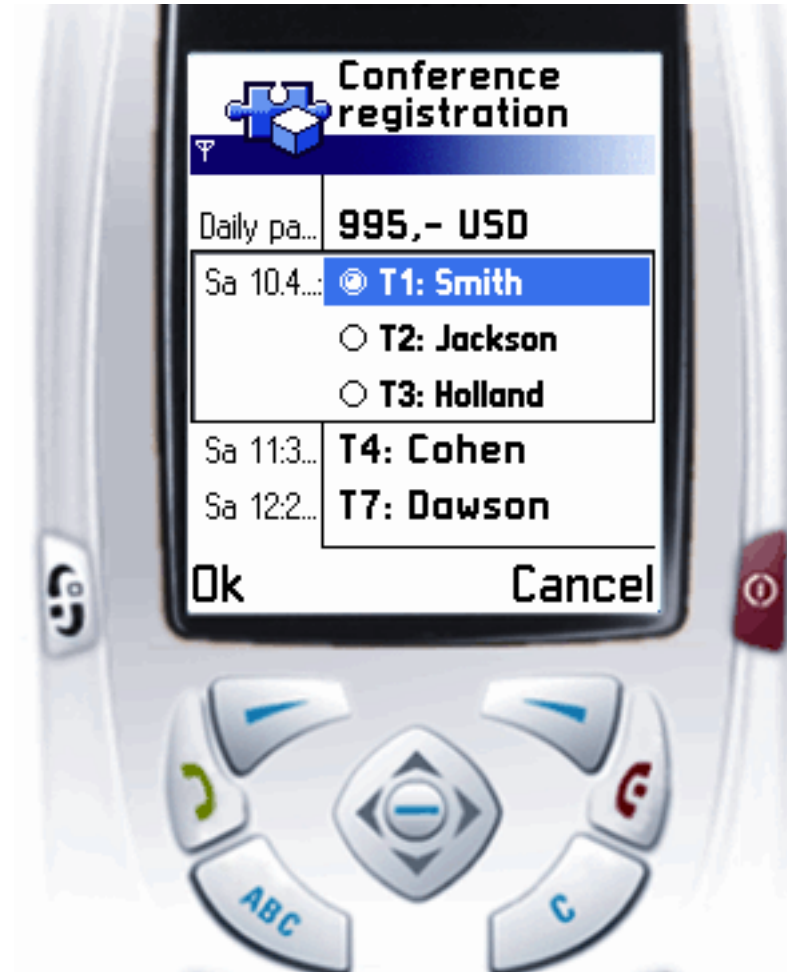 Conference
registration
Daily pa... 995,- USD
Sa 10.4...: T1: Smith
T2: Jackson
T3: Holland
Sa 11:3... T4: Cohen
Sa 12:2... T7: Dawson
Ok Cancel
ABC C